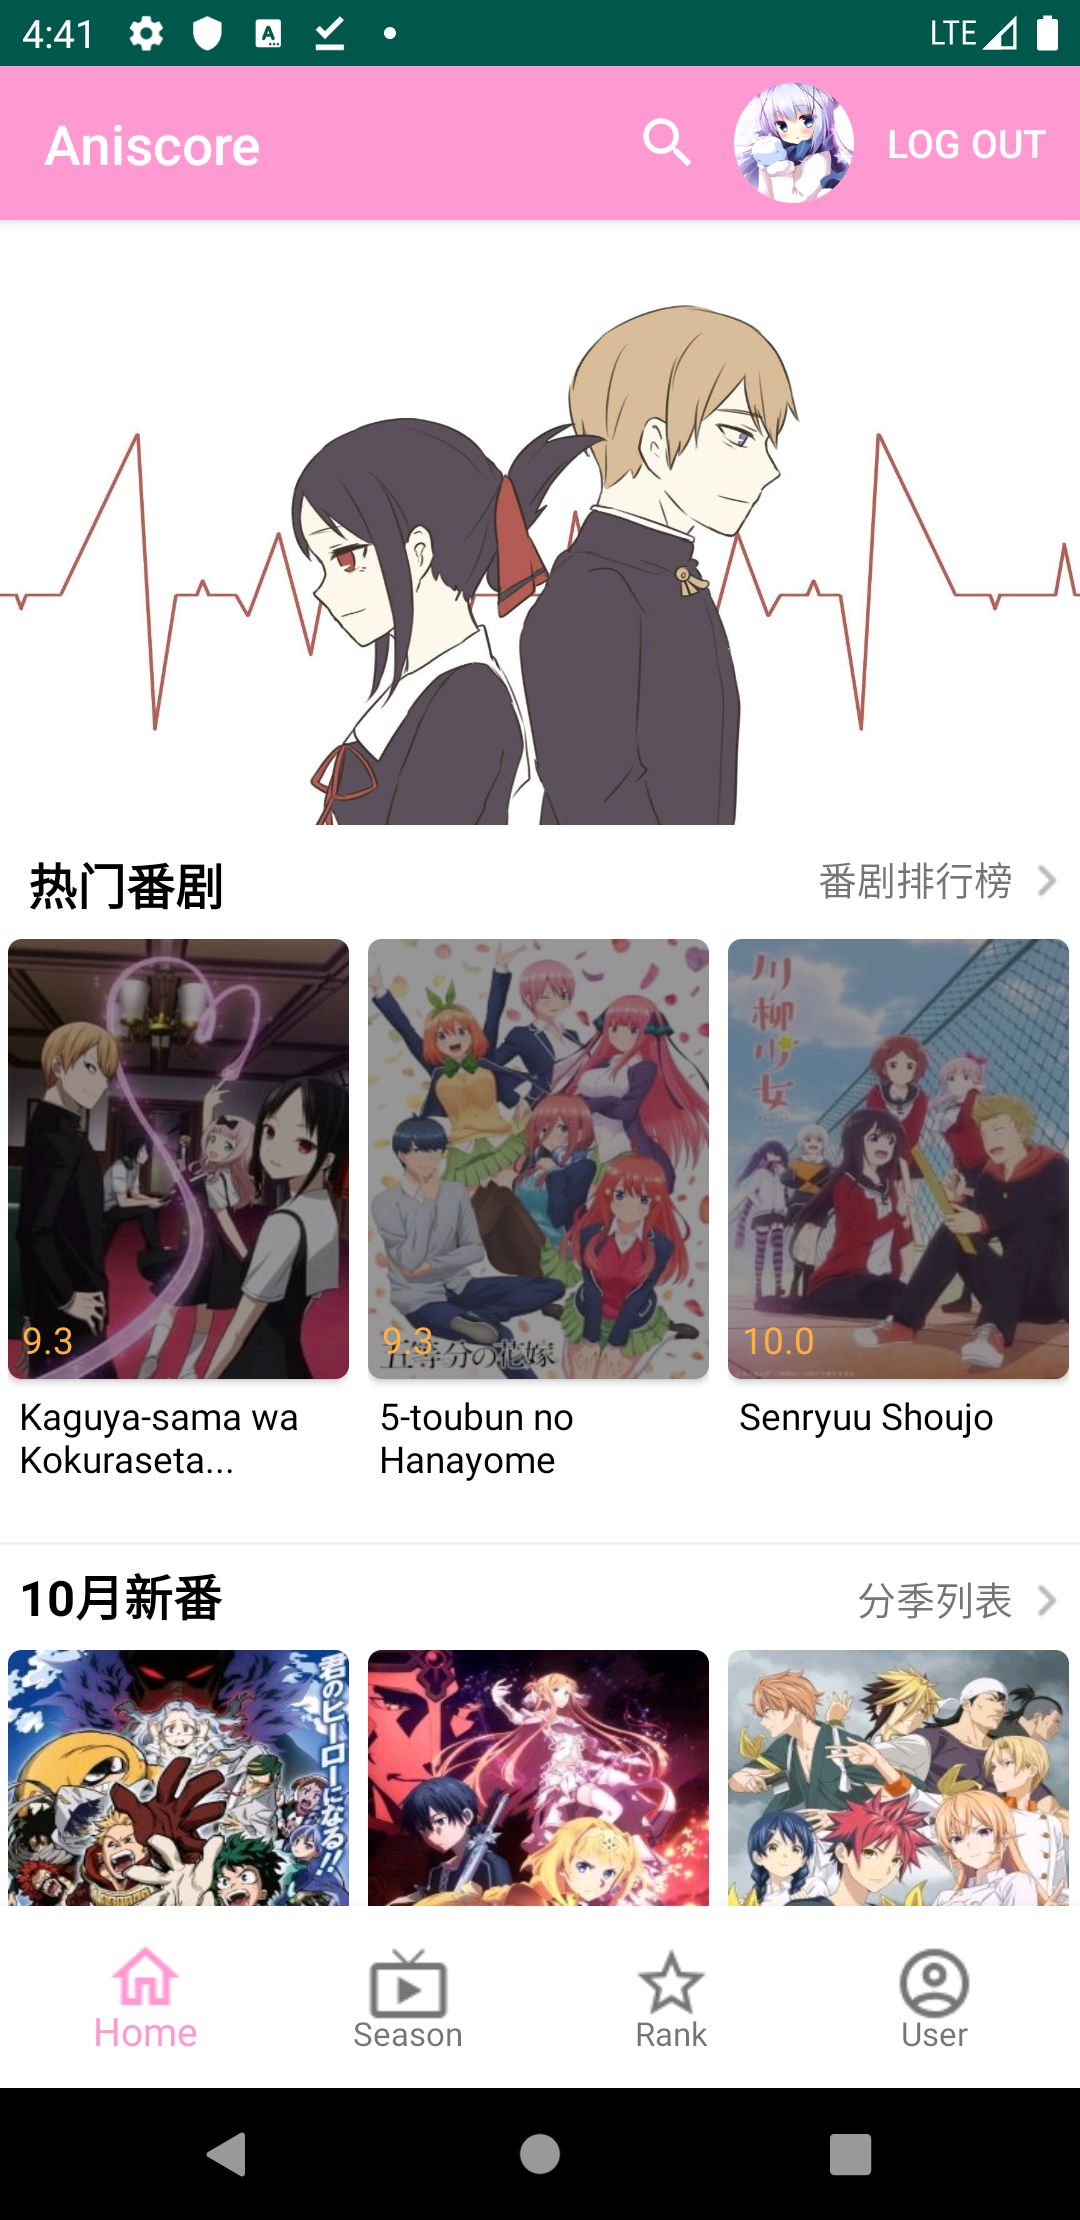 4:41
LTE
Aniscore
LOG OUT
热门番剧
番剧排行榜
川柳少女
9.3
9.3
五等分の花嫁
10.0
Kaguya-sama wa
Kokuraseta...
5-toubun no
Hanayome
Senryuu Shoujo
10月新番
分季列表
君のヒーローになる!!
Home
Season
Rank
User